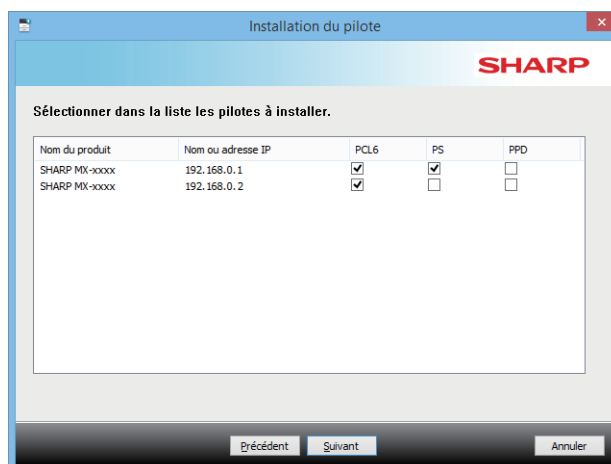 Installation du pilote
SHARP
Sélectionner dans la liste les pilotes à installer.
Nom du produit Nom ou adresse IP PCL6 PS PPD
SHARP MX-xxxx 192.168.0.1
SHARP MX-xxxx 192.168.0.2
Précédent Suivant Annuler